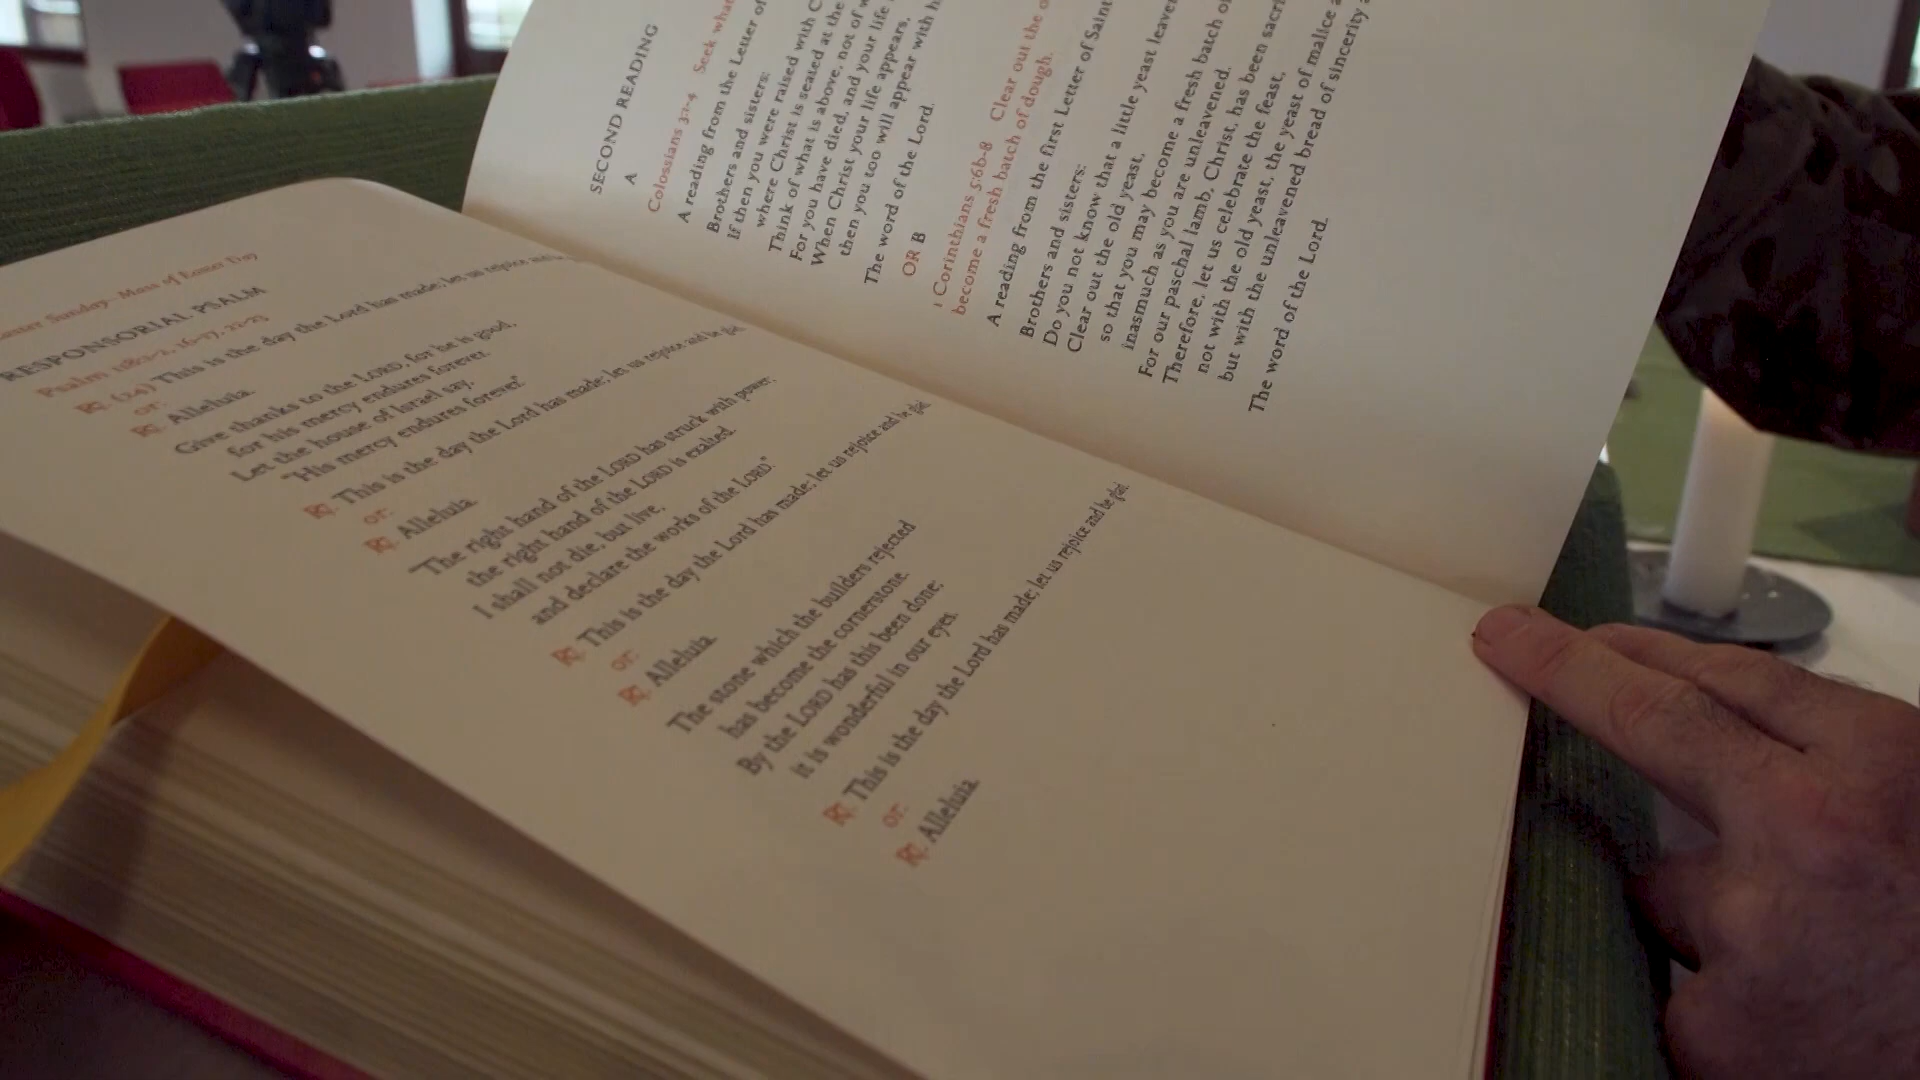 Easter Sunday–Mass of Easter Day
RESPONSORIAL PSALM
Psalm 118:1-2, 16-17, 22-23
℟. (24) This is the day the Lord has made; let us rejoice and
or:
℟. Alleluia.
Give thanks to the LORD, for he is good,
for his mercy endures forever.
Let the house of Israel say,
"His mercy endures forever."
℟. This is the day the Lord has made; let us rejoice and be glad.
or:
℟. Alleluia.
"The right hand of the LORD has struck with power;
the right hand of the LORD is exalted.
I shall not die, but live,
and declare the works of the LORD."
℟. This is the day the Lord has made; let us rejoice and be glad.
or:
℟. Alleluia.
The stone which the builders rejected
has become the cornerstone.
By the LORD has this been done;
it is wonderful in our eyes.
℟. This is the day the Lord has made; let us rejoice and be glad.
or:
℟. Alleluia.
SECOND READING
A
Colossians 3:1-4 Seek what
A reading from the Letter of
Brothers and sisters:
If then you were raised with
where Christ is seated at the
Think of what is above, not of
For you have died, and your life
When Christ your life appears,
then you too will appear with
The word of the Lord.
OR B
1 Corinthians 5:6b-8 Clear out the
become a fresh batch of dough.
A reading from the first Letter of Saint
Brothers and sisters:
Do you not know that a little yeast
Clear out the old yeast,
so that you may become a fresh batch
inasmuch as you are unleavened.
For our paschal lamb, Christ, has been
Therefore, let us celebrate the feast,
not with the old yeast, the yeast of malice
but with the unleavened bread of sincerity
The word of the Lord.